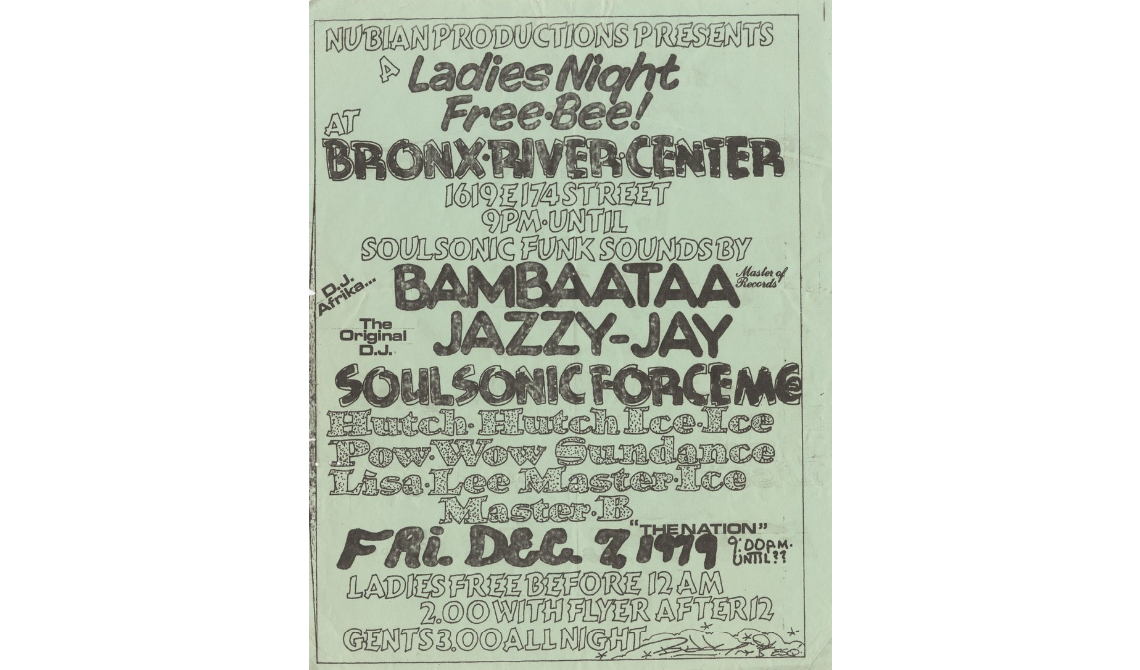 NUBIAN PRODUCTIONS PRESENTS
A Ladies Night
Free·Bee!
AT
BRONX·RIVER·CENTER
1619 E 174 STREET
9PM·UNTIL
SOULSONIC FUNK SOUNDS BY
D.J. Afrika... BAMBAATAA Master of Records
The Original D.J. JAZZY-JAY
SOULSONIC FORCE MC
Hutch·Hutch Ice·Ice
Pow·Wow Sundance
Lisa·Lee Master·Ice
Master·B
"THE NATION"
FRi. DEC. 7, 1979 9:00PM· UNTIL??
LADIES FREE BEFORE 12 AM
2.00 WITH FLYER AFTER 12
GENTS 3.00 ALL NIGHT
ESQ.